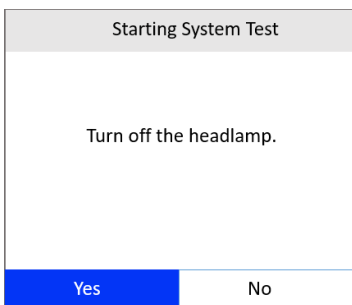 Starting System Test
Turn off the headlamp.
Yes No